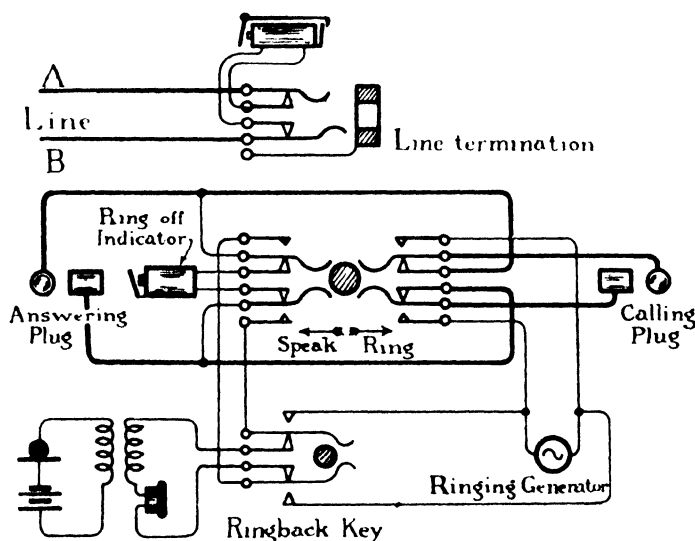 A
Line
B
Line termination
Ring off
Indicator
Answering
Plug
Speak
Ring
Calling
Plug
Ringing Generator
Ringback Key